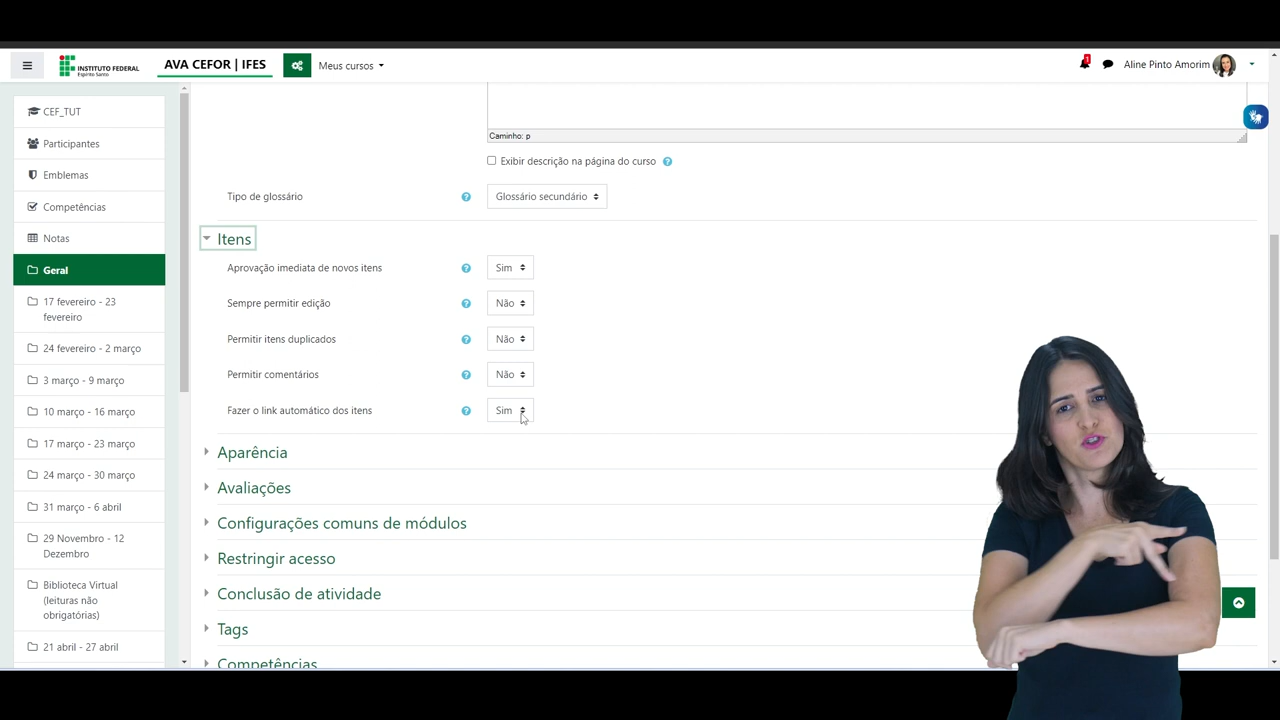 INSTITUTO FEDERAL
Espírito Santo
AVA CEFOR | IFES
Meus cursos
1
Aline Pinto Amorim
CEF_TUT
Participantes
Emblemas
Competências
Notas
Geral
17 fevereiro - 23
fevereiro
24 fevereiro - 2 março
3 março - 9 março
10 março - 16 março
17 março - 23 março
24 março - 30 março
31 março - 6 abril
29 Novembro - 12
Dezembro
Biblioteca Virtual
(leituras não
obrigatórias)
21 abril - 27 abril
Caminho: p
Exibir descrição na página do curso
Tipo de glossário
Glossário secundário
Itens
Aprovação imediata de novos itens
Sim
Sempre permitir edição
Não
Permitir itens duplicados
Não
Permitir comentários
Não
Fazer o link automático dos itens
Sim
Aparência
Avaliações
Configurações comuns de módulos
Restringir acesso
Conclusão de atividade
Tags
Competências